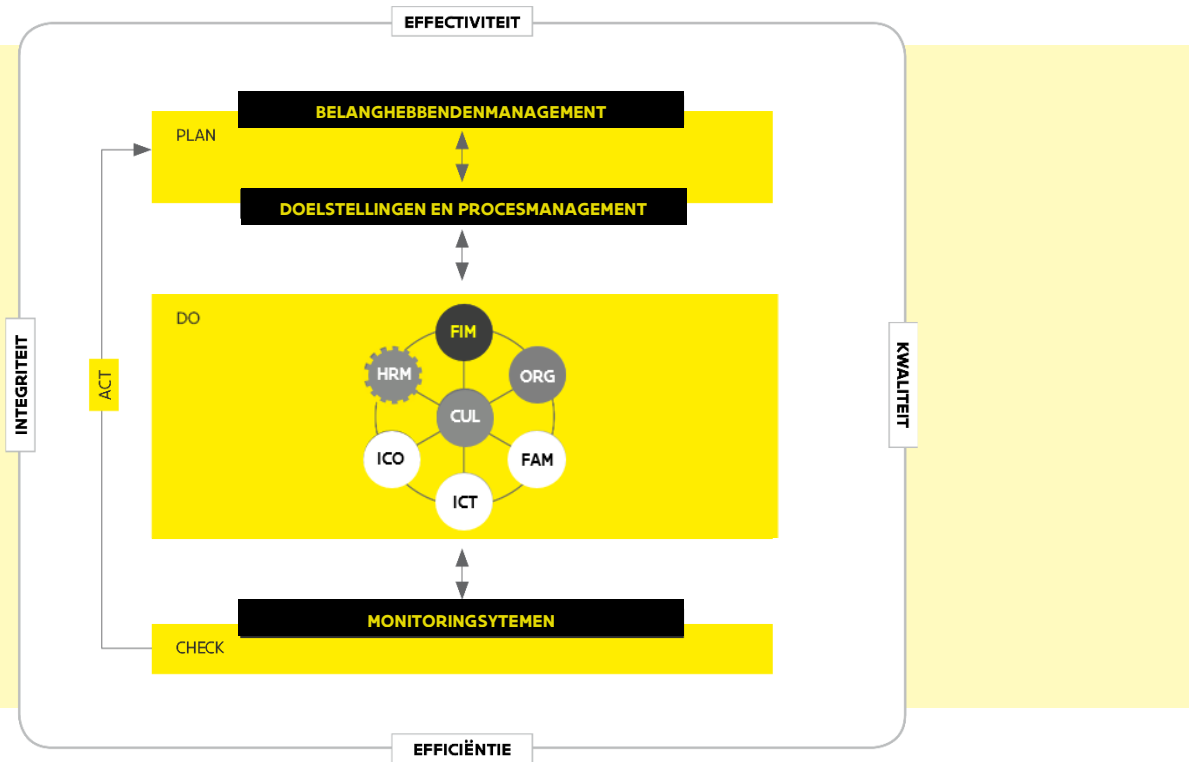 EFFECTIVITEIT
BELANGHEBBENDENMANAGEMENT
PLAN
DOELSTELLINGEN EN PROCESMANAGEMENT
DO
FIM
HRM
ORG
CUL
ICO
FAM
ICT
INTEGRITEIT
ACT
KWALITEIT
MONITORINGSYTEMEN
CHECK
EFFICIËNTIE